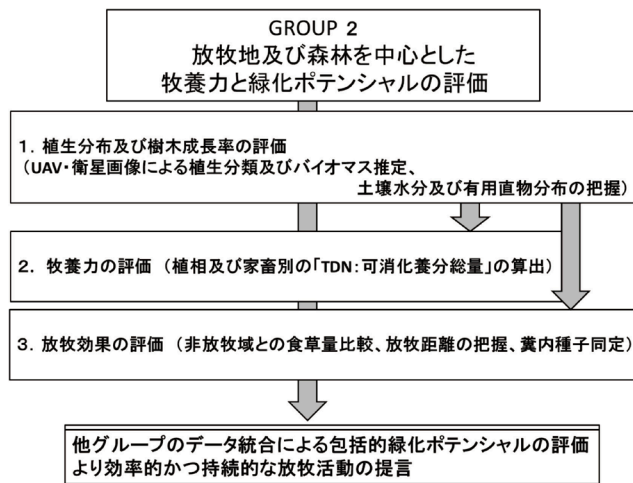 GROUP 2
放牧地及び森林を中心とした
牧養力と緑化ポテンシャルの評価
1. 植生分布及び樹木成長率の評価
（UAV・衛星画像による植生分類及びバイオマス推定、
土壌水分及び有用直物分布の把握）
2. 牧養力の評価（植相及び家畜別の「TDN：可消化養分総量」の算出）
3. 放牧効果の評価（非放牧域との食草量比較、放牧距離の把握、糞内種子同定）
他グループのデータ統合による包括的緑化ポテンシャルの評価
より効率的かつ持続的な放牧活動の提言